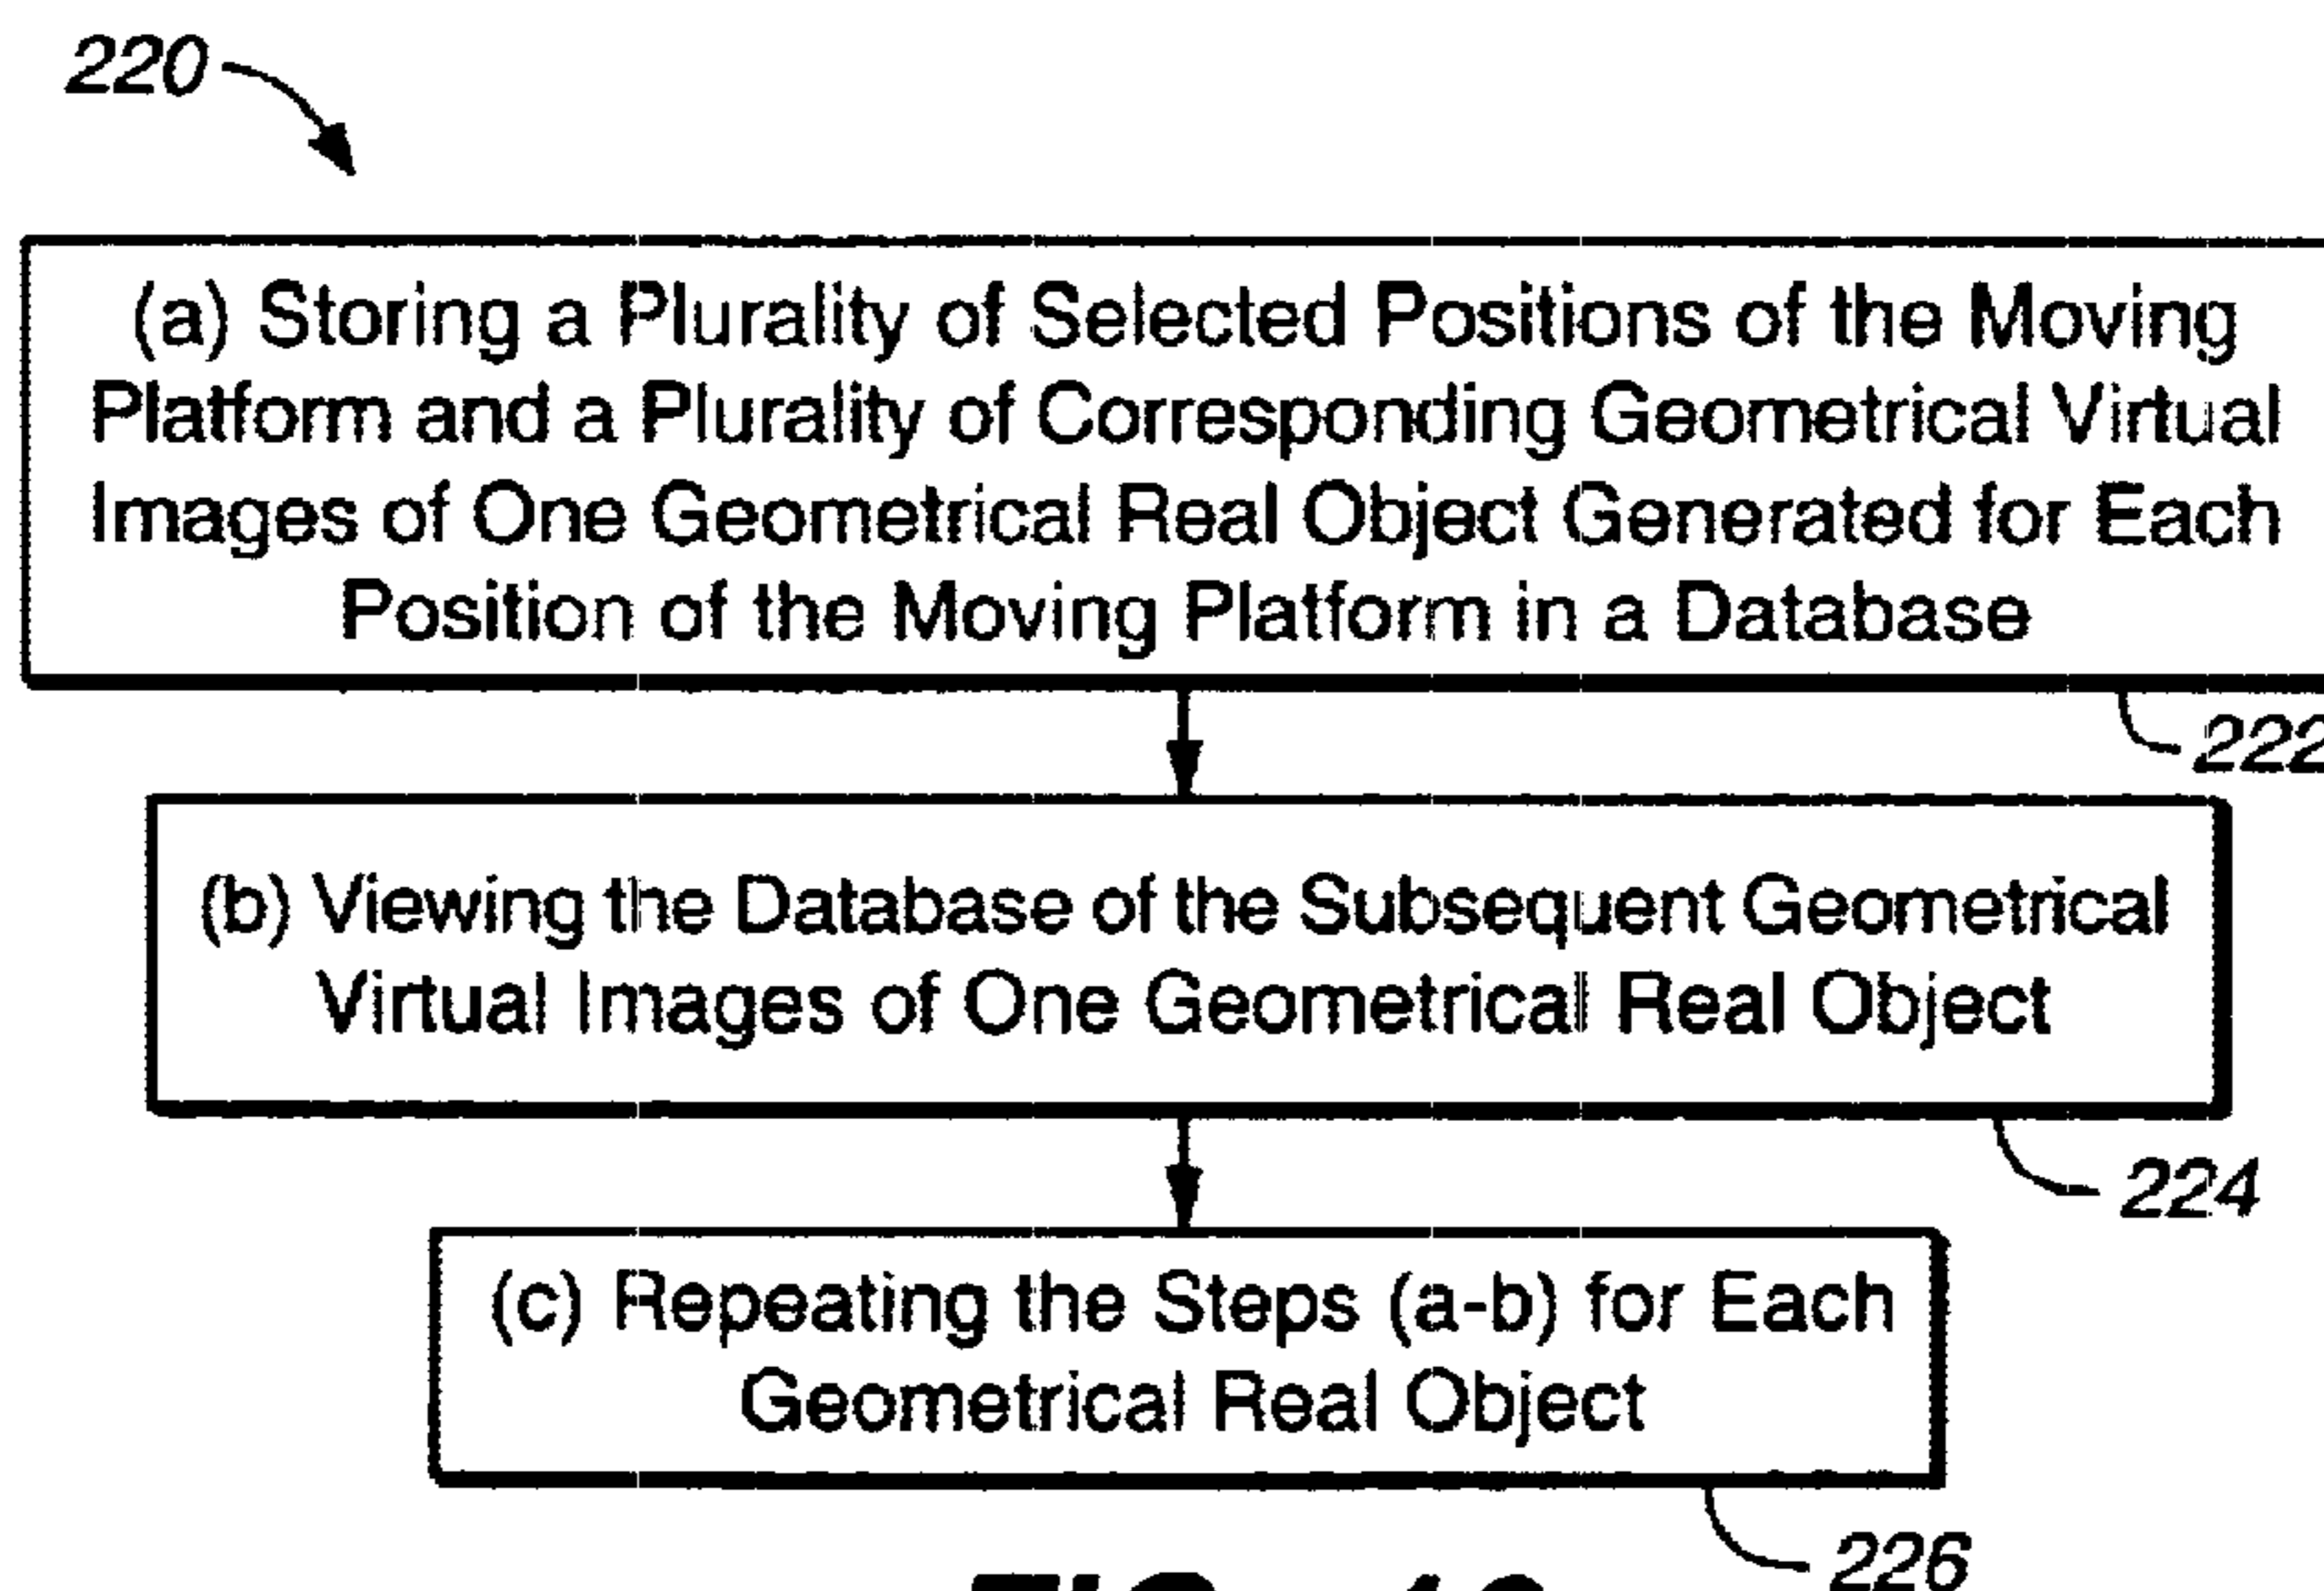 220
(a) Storing a Plurality of Selected Positions of the Moving
Platform and a Plurality of Corresponding Geometrical Virtual
Images of One Geometrical Real Object Generated for Each
Position of the Moving Platform in a Database
222
(b) Viewing the Database of the Subsequent Geometrical
Virtual Images of One Geometrical Real Object
224
(c) Repeating the Steps (a-b) for Each
Geometrical Real Object
226